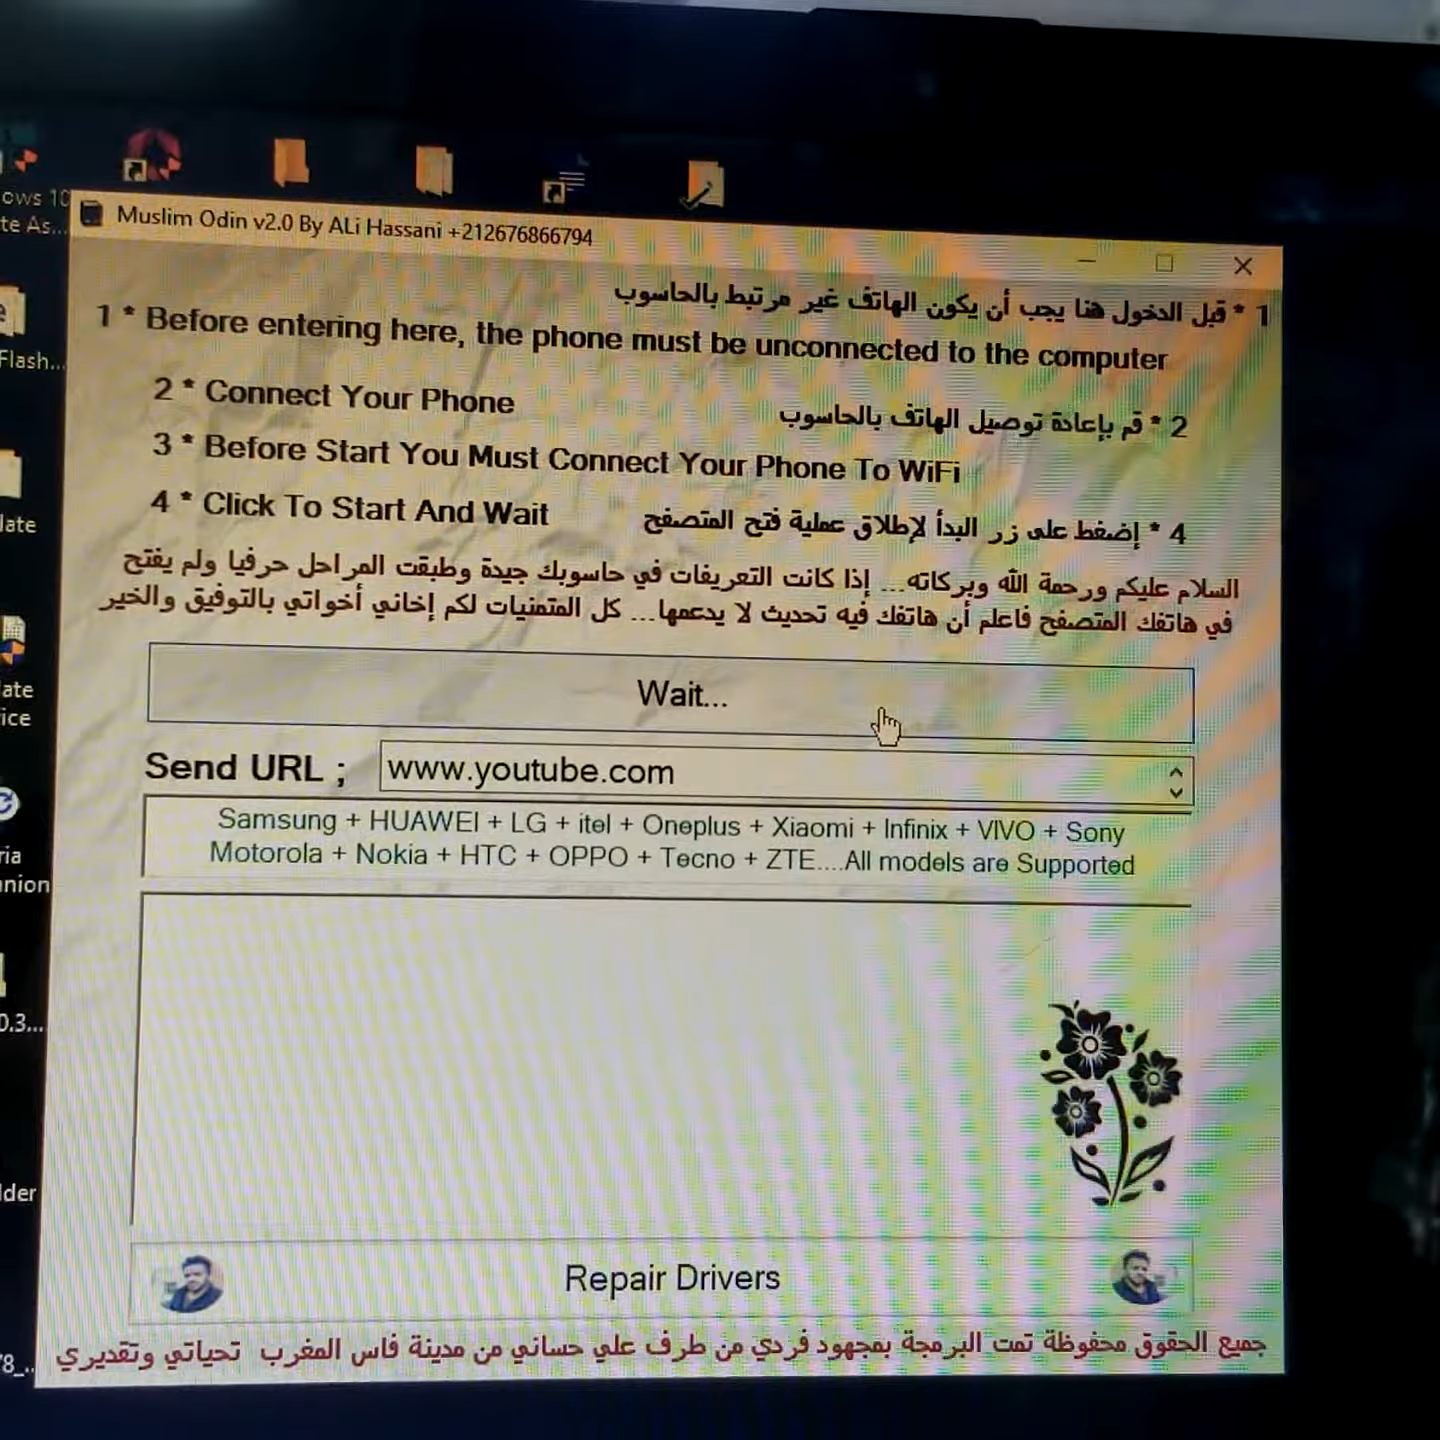 ows 10
te As...
Muslim Odin v2.0 By ALi Hassani +212676866794
1 * قبل الدخول هنا يجب أن يكون الهاتف غير مرتبط بالحاسوب
1 * Before entering here, the phone must be unconnected to the computer
Flash...
2 * Connect Your Phone
2 * قم بإعادة توصيل الهاتف بالحاسوب
3 * Before Start You Must Connect Your Phone To WiFi
4 * Click To Start And Wait
4 * إضغط على زر البدأ لإطلاق عملية فتح المتصفح
السلام عليكم ورحمة الله وبركاته... إذا كانت التعريفات في حاسوبك جيدة وطبقت المراحل حرفيا ولم يفتح
في هاتفك المتصفح فاعلم أن هاتفك فيه تحديث لا يدعمها... كل المتمنيات لكم إخاني أخواتي بالتوفيق والخير
late
Wait...
ate
ice
Send URL ;
www.youtube.com
Samsung + HUAWEI + LG + itel + Oneplus + Xiaomi + Infinix + VIVO + Sony
Motorola + Nokia + HTC + OPPO + Tecno + ZTE....All models are Supported
ria
nion
0.3...
lder
Repair Drivers
8_...
جميع الحقوق محفوظة تمت البرمجة بمجهود فردي من طرف علي حساني من مدينة فاس المغرب تحياتي وتقديري